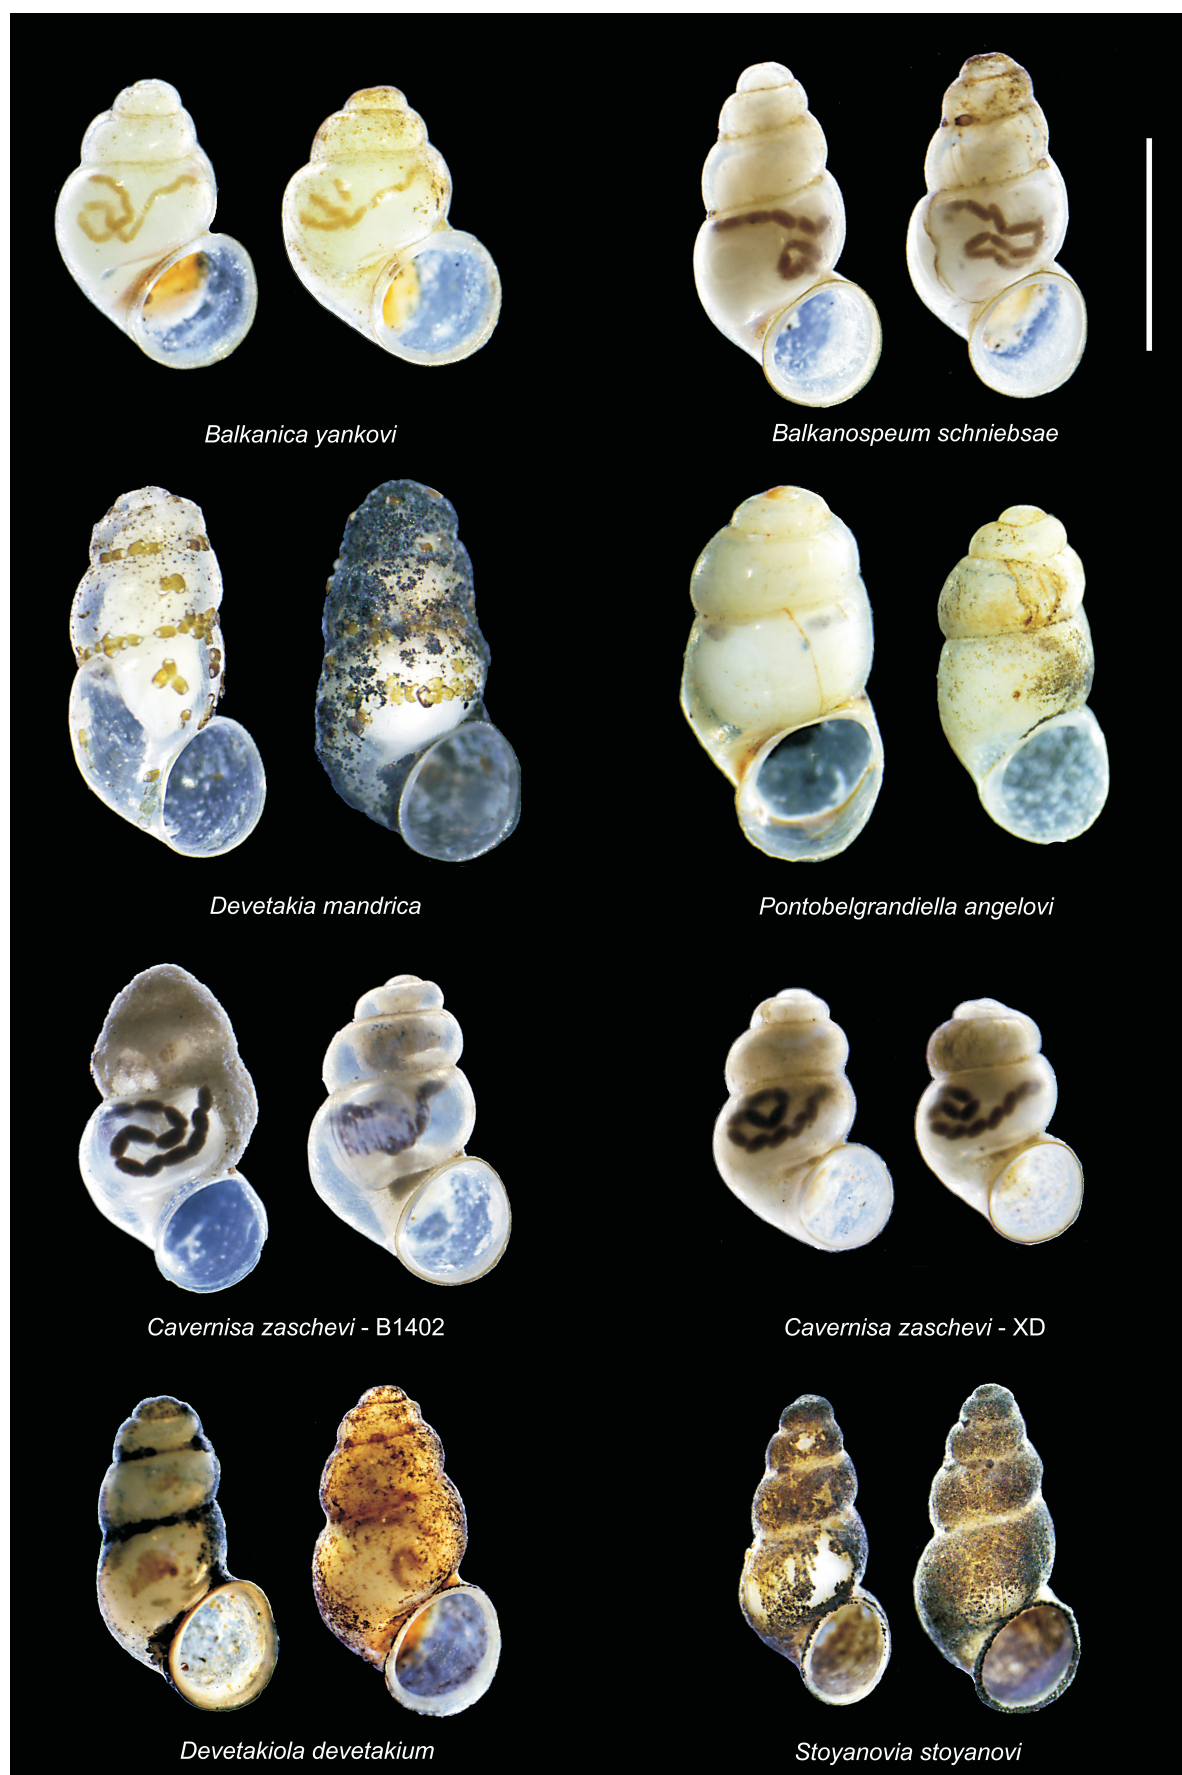 Balkanica yankovi
Balkanospeum schniebsae
Devetakia mandrica
Pontobelgrandiella angelovi
Cavernisa zaschevi - B1402
Cavernisa zaschevi - XD
Devetakiola devetakium
Stoyanovia stoyanovi